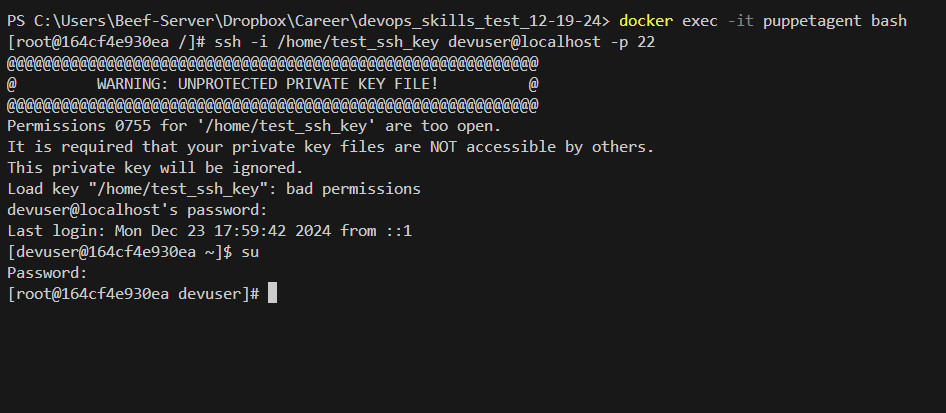 PS C:\Users\Beef-Server\Dropbox\Career\devops_skills_test_12-19-24> docker exec -it puppetagent bash
[root@164cf4e930ea /]# ssh -i /home/test_ssh_key devuser@localhost -p 22
@@@@@@@@@@@@@@@@@@@@@@@@@@@@@@@@@@@@@@@@@@@@@@@@@@@@@@@@@@@
@         WARNING: UNPROTECTED PRIVATE KEY FILE!          @
@@@@@@@@@@@@@@@@@@@@@@@@@@@@@@@@@@@@@@@@@@@@@@@@@@@@@@@@@@@
Permissions 0755 for '/home/test_ssh_key' are too open.
It is required that your private key files are NOT accessible by others.
This private key will be ignored.
Load key "/home/test_ssh_key": bad permissions
devuser@localhost's password:
Last login: Mon Dec 23 17:59:42 2024 from ::1
[devuser@164cf4e930ea ~]$ su
Password:
[root@164cf4e930ea devuser]#